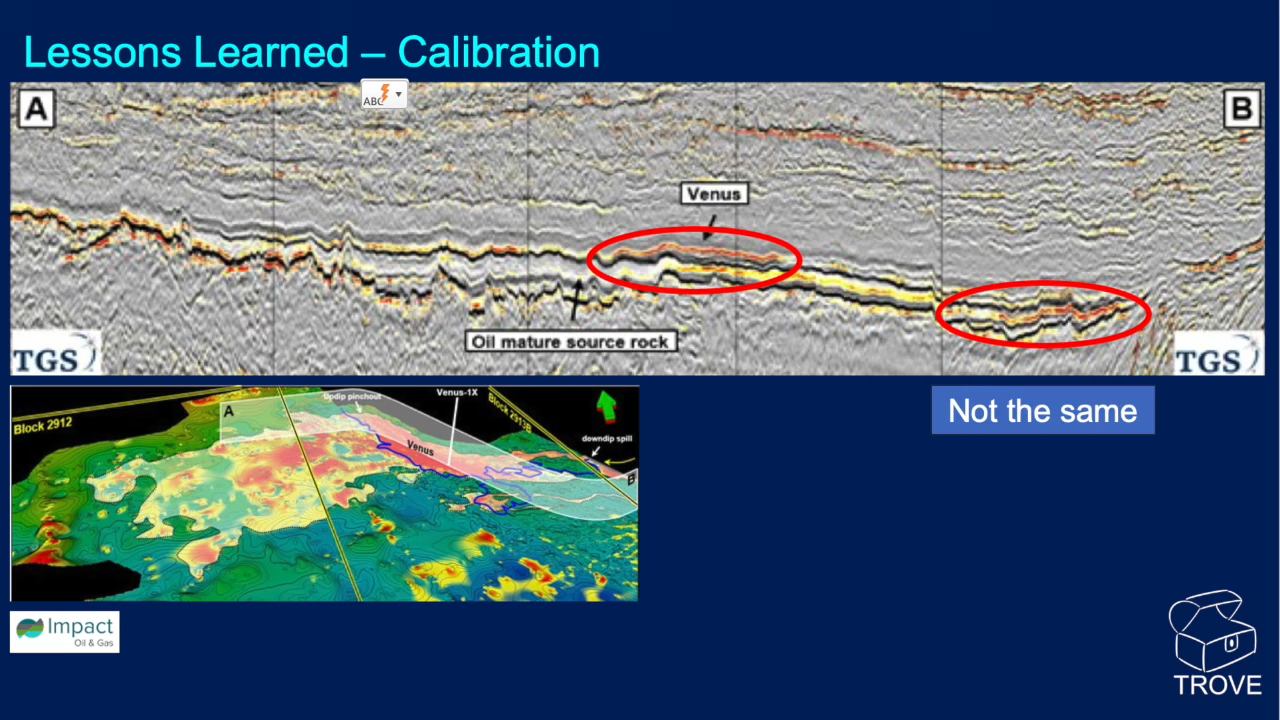 Lessons Learned – Calibration
ABC
A
B
Venus
Oil mature source rock
TGS
TGS
Not the same
A
Updip pinchout
Venus-1X
Block 2912
Block 2913B
Venus
downdip spill
B
Impact
Oil & Gas
TROVE